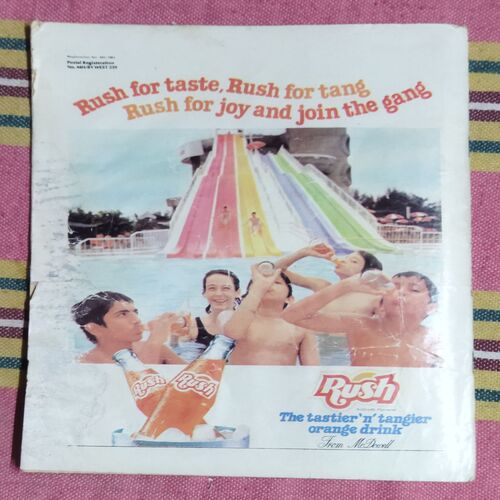 Postal Registration
Rush for taste, Rush for tang
Rush for joy and join the gang
Rush
Rush
Rush
The tastier 'n' tangier
orange drink
From McDowell